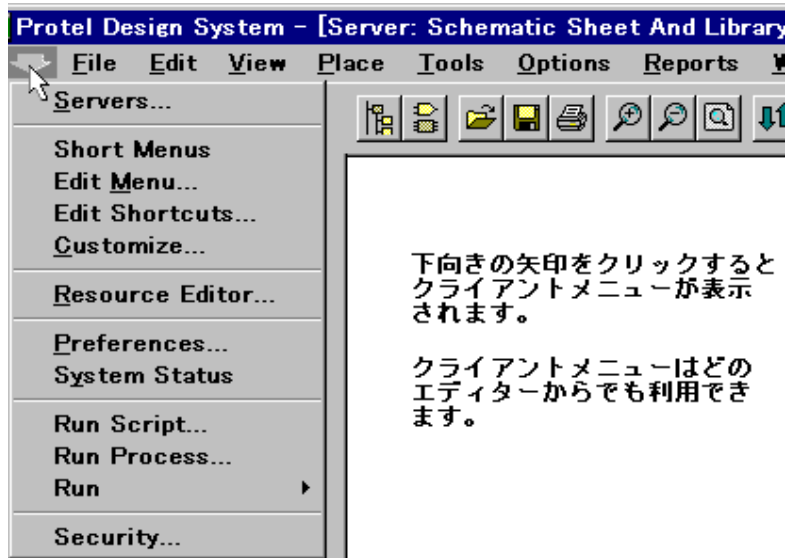 Protel Design System - [Server: Schematic Sheet And Library
File Edit View Place Tools Options Reports
Servers...
Short Menus
Edit Menu...
Edit Shortcuts...
Customize...
Resource Editor...
Preferences...
System Status
Run Script...
Run Process...
Run
Security...
下向きの矢印をクリックすると
クライアントメニューが表示
されます。
クライアントメニューはどの
エディターからでも利用でき
ます。